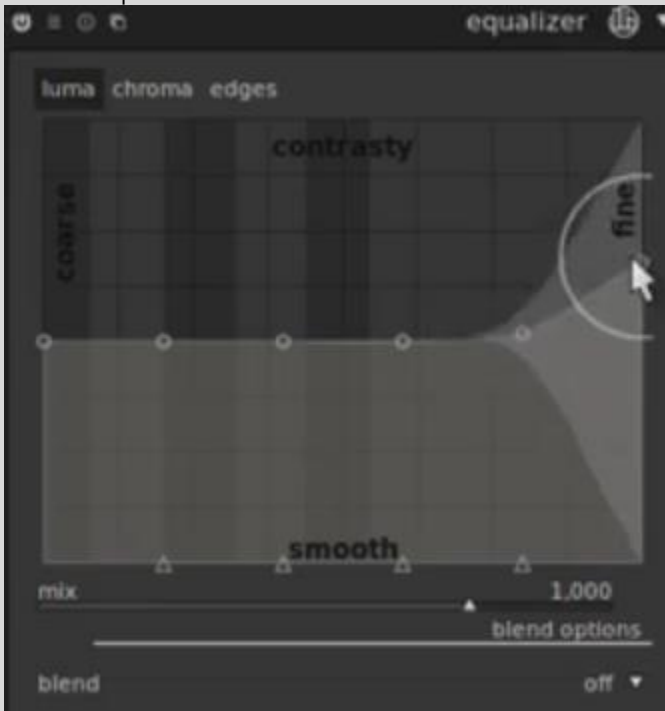 equalizer
luma chroma edges
contrasty
coarse
fine
smooth
mix 1,000
blend options
blend off